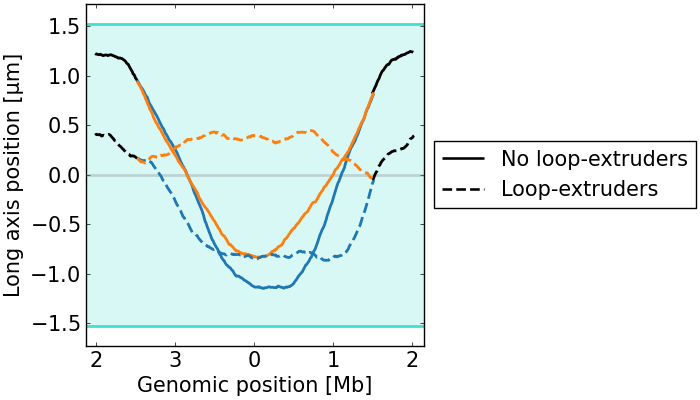 Long axis position [μm]
1.5
1.0
0.5
0.0
−0.5
−1.0
−1.5
2 3 0 1 2
Genomic position [Mb]
No loop-extruders
Loop-extruders